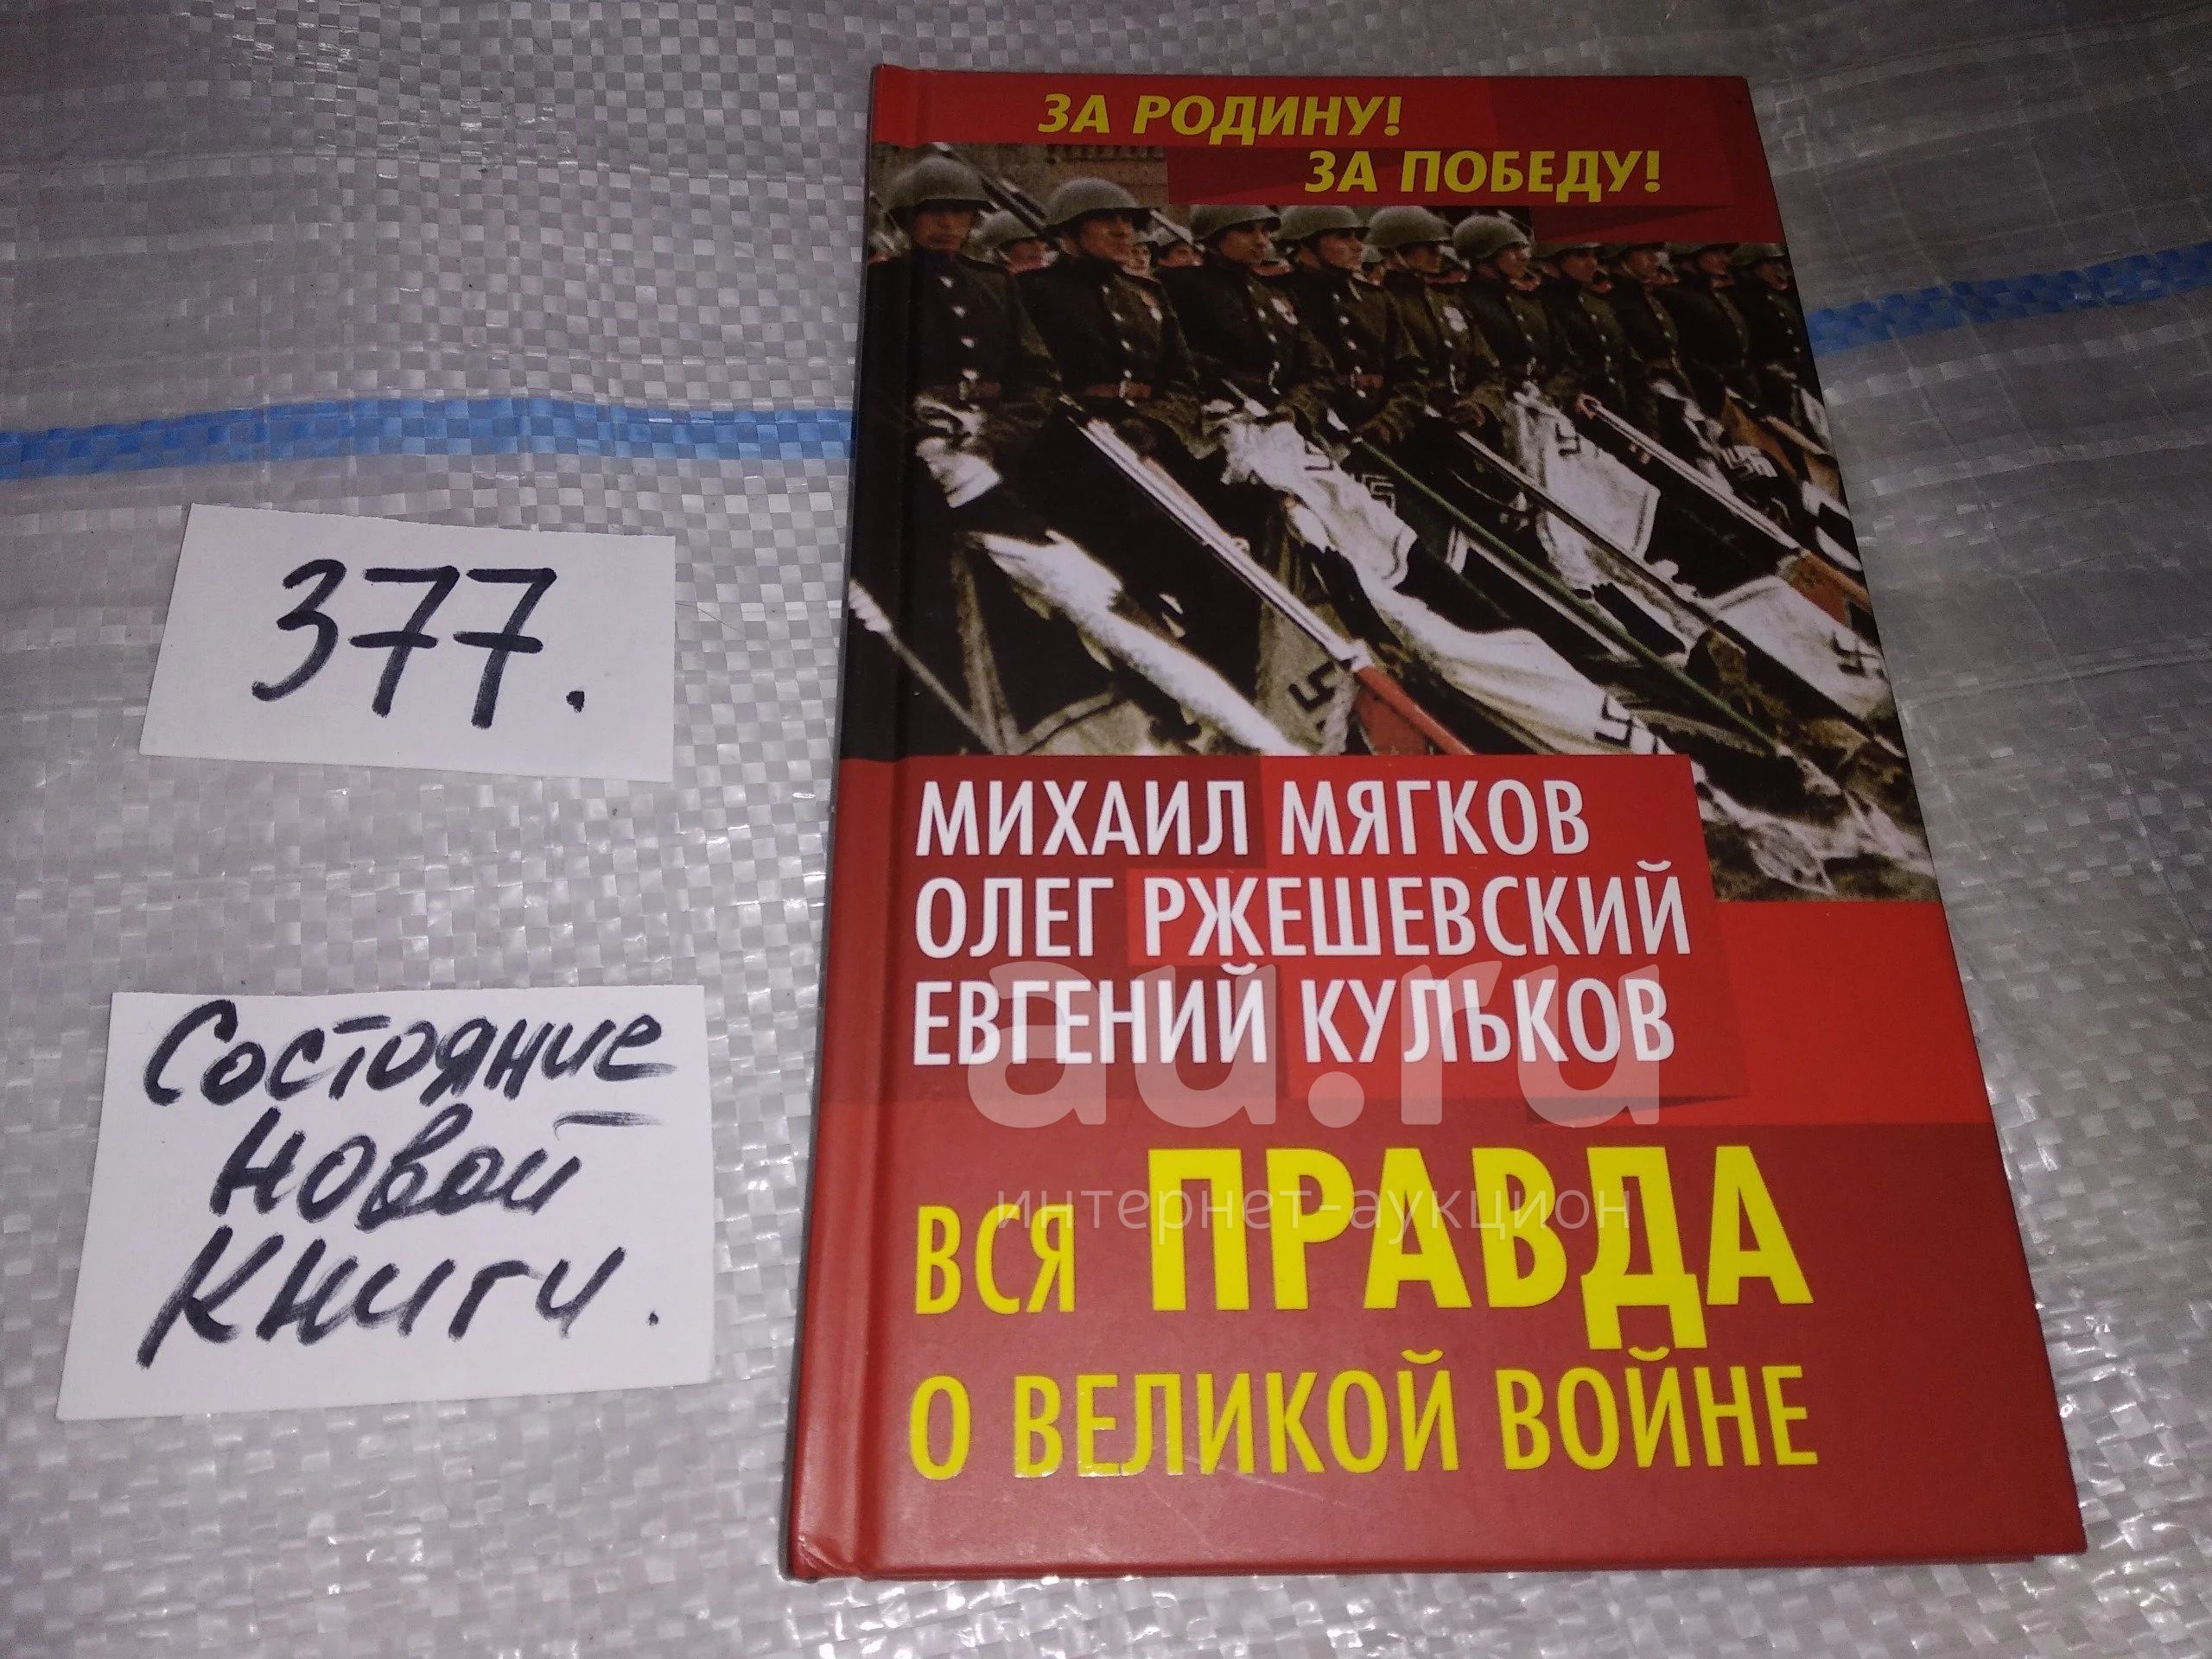 ЗА РОДИНУ!
ЗА ПОБЕДУ!
377.
МИХАИЛ МЯГКОВ
ОЛЕГ РЖЕШЕВСКИЙ
ЕВГЕНИЙ КУЛЬКОВ
au.ru
интернет-аукцион
ВСЯ ПРАВДА
О ВЕЛИКОЙ ВОЙНЕ
Состояние
новой
книги.